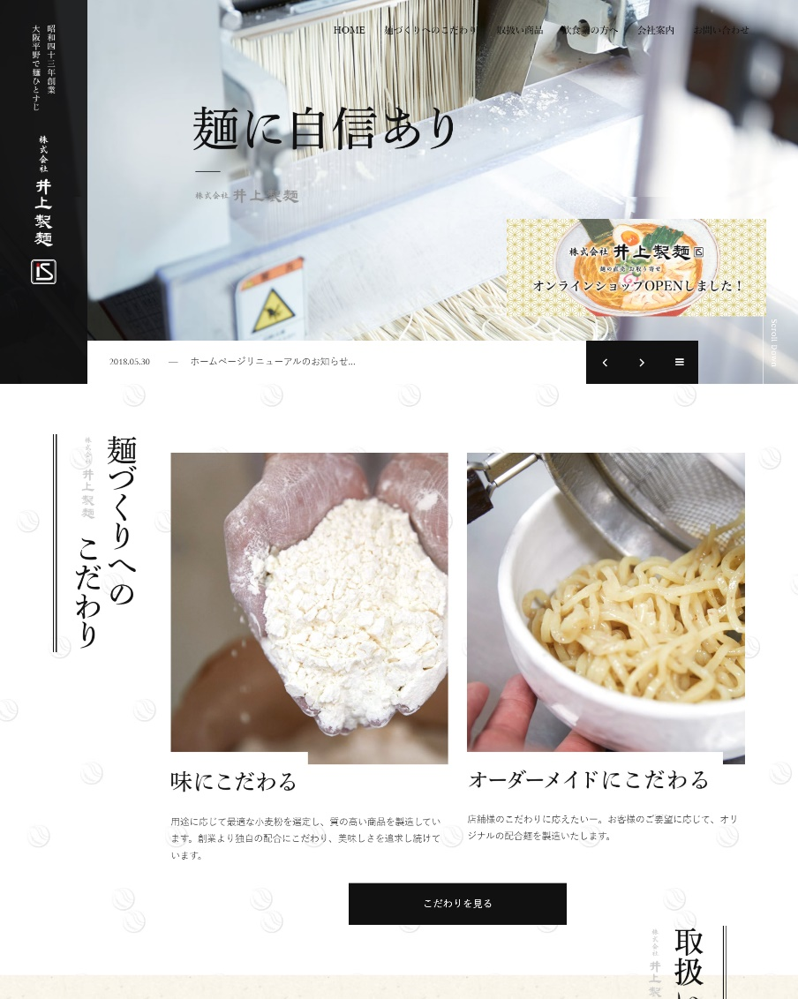 昭和四十三年創業
大阪平野で麺ひとすじ
株式会社
井上製麺
HOME 麺づくりへのこだわり 取扱い商品 飲食店の方へ 会社案内 お問い合わせ
麺に自信あり
株式会社 井上製麺
株式会社 井上製麺
麺の直売・お取り寄せ
オンラインショップOPENしました！
Scroll Down
2018.05.30 — ホームページリニューアルのお知らせ...
麺づくりへの
こだわり
株式会社 井上製麺
味にこだわる
用途に応じて最適な小麦粉を選定し、質の高い商品を製造してい
ます。創業より独自の配合にこだわり、美味しさを追求し続けて
います。
オーダーメイドにこだわる
店舗様のこだわりに応えたいー。お客様のご要望に応じて、オリ
ジナルの配合麺を製造いたします。
こだわりを見る
取扱
株式会社 井上製